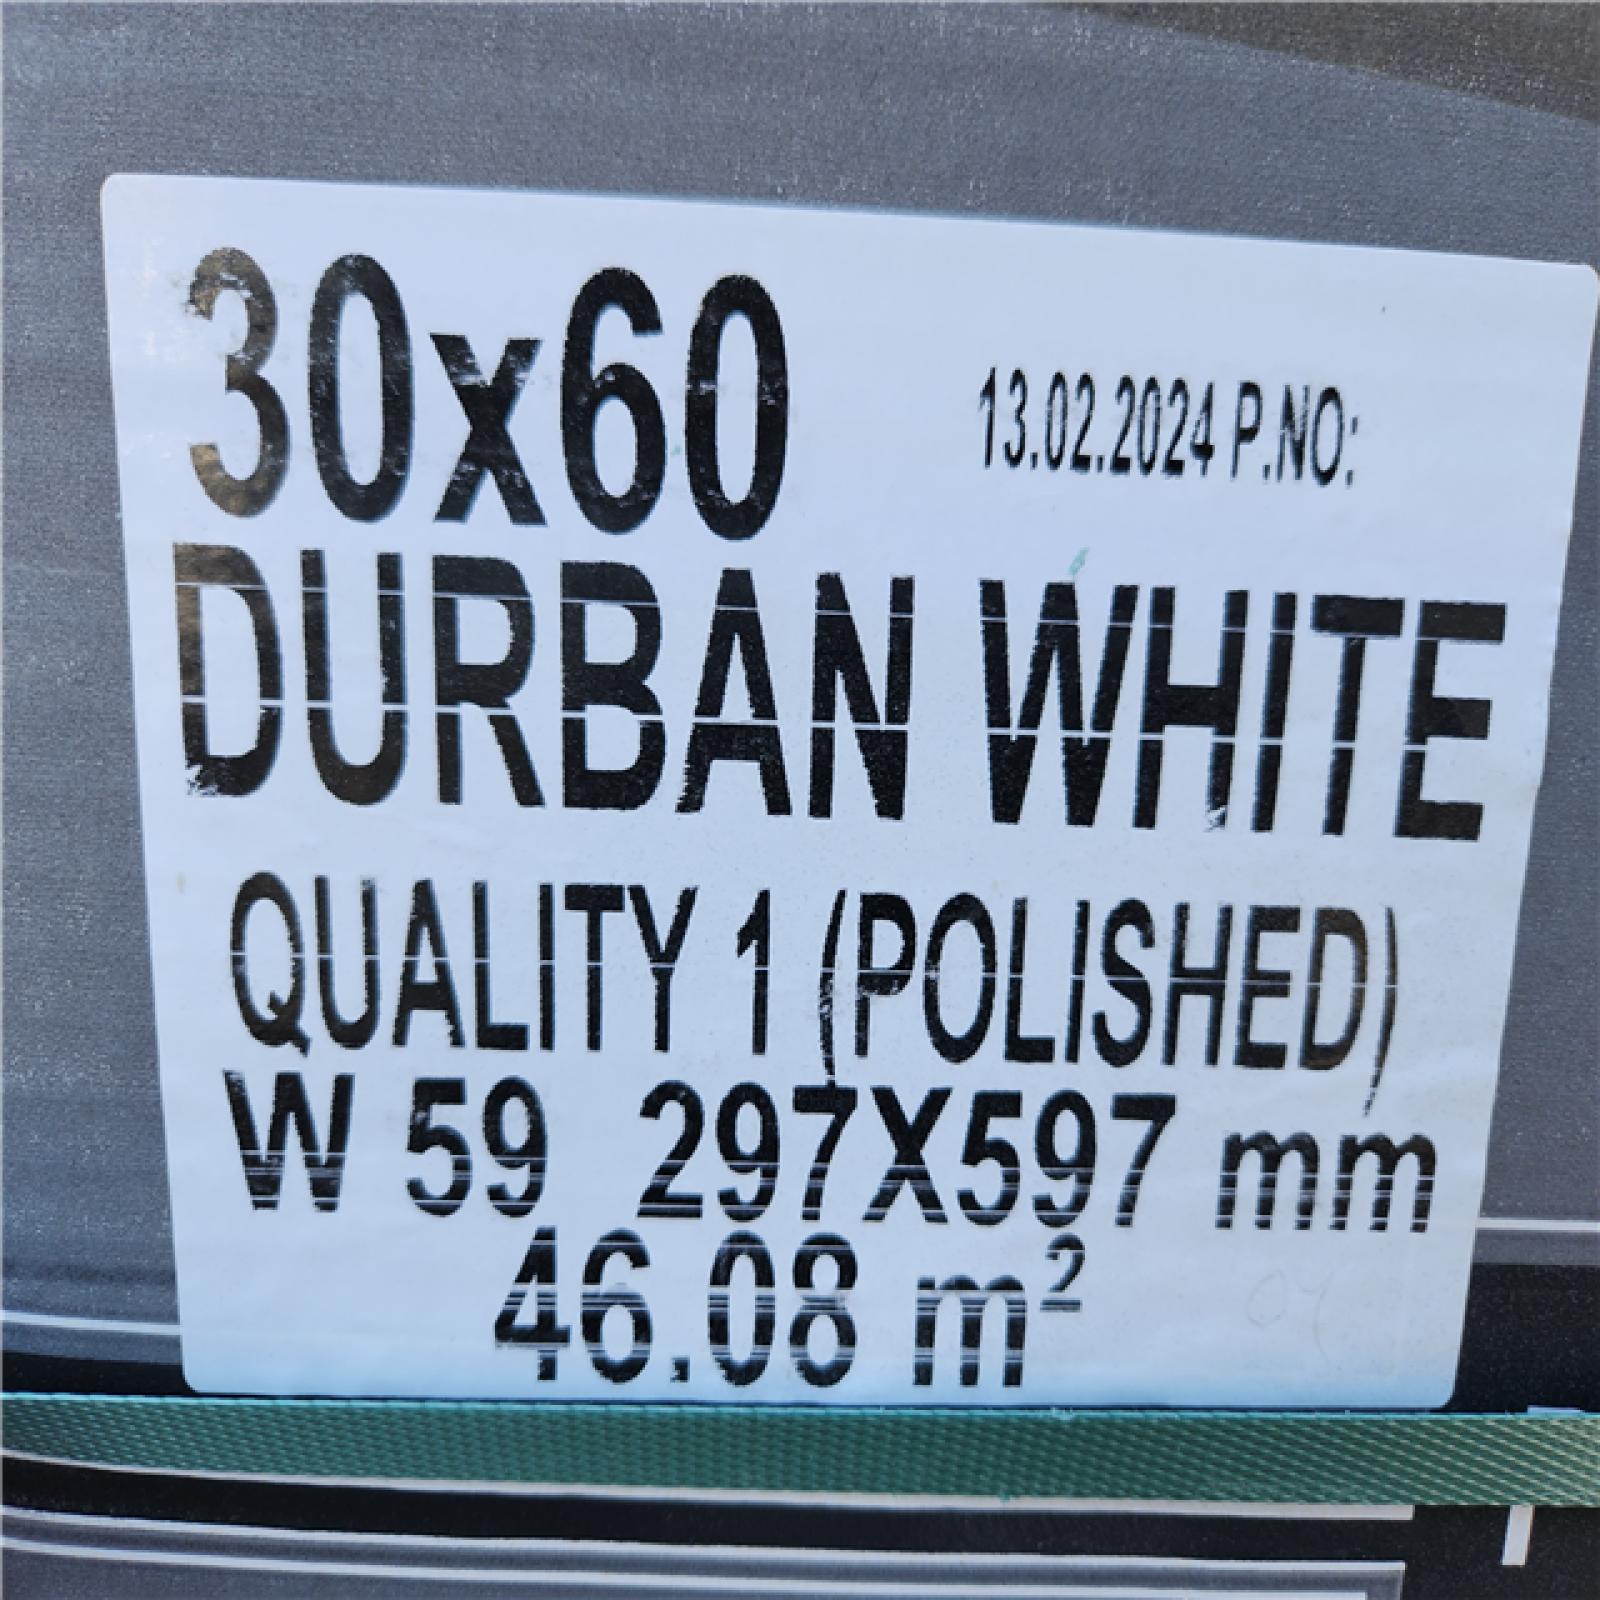 30x60
13.02.2024 P.NO:
DURBAN WHITE
QUALITY 1 (POLISHED)
W 59 297X597 mm
46.08 m²